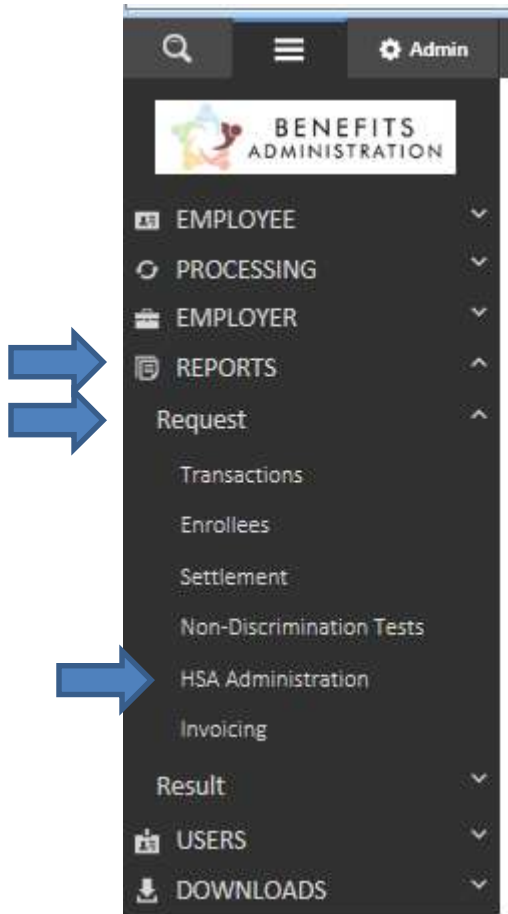 Admin
BENEFITS
ADMINISTRATION
EMPLOYEE
PROCESSING
EMPLOYER
REPORTS
Request
Transactions
Enrollees
Settlement
Non-Discrimination Tests
HSA Administration
Invoicing
Result
USERS
DOWNLOADS